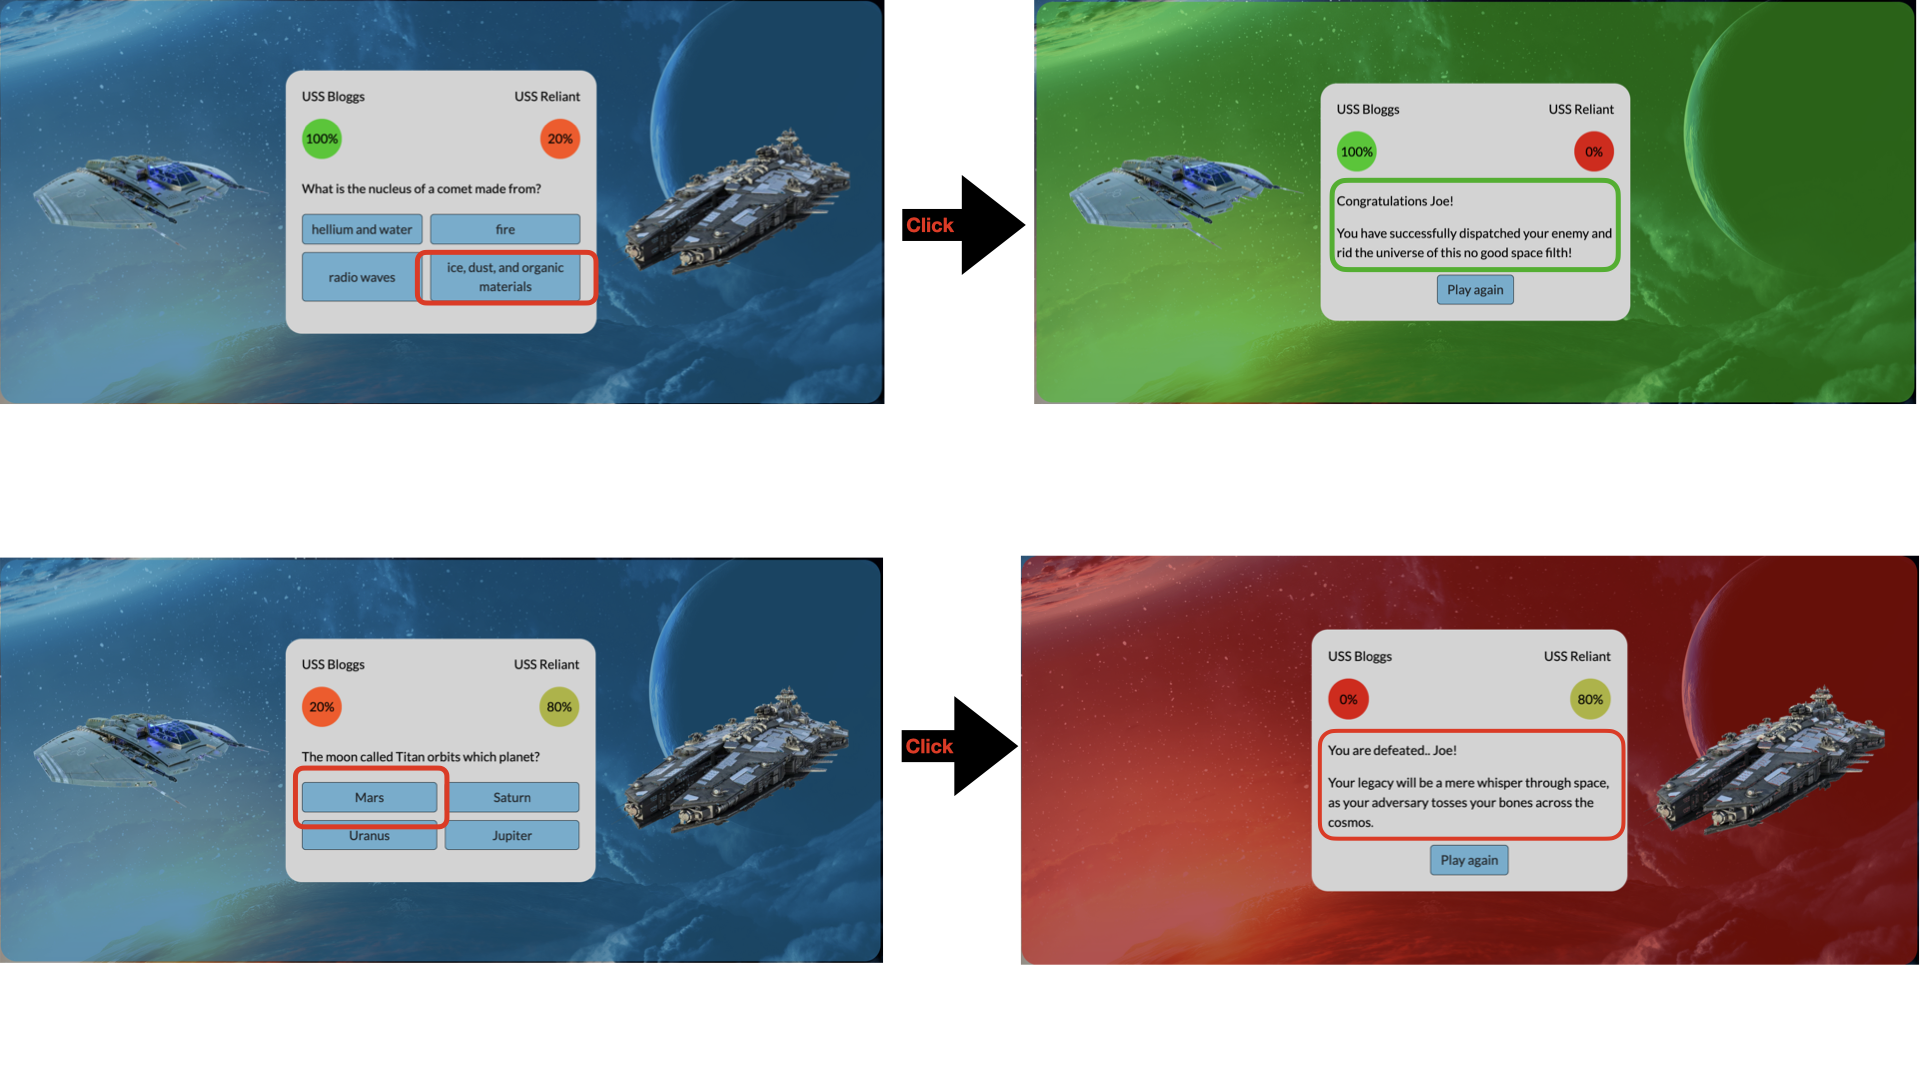 USS Bloggs
USS Reliant
100%
20%
What is the nucleus of a comet made from?
hellium and water
fire
radio waves
ice, dust, and organic
materials
Click
USS Bloggs
USS Reliant
100%
0%
Congratulations Joe!
You have successfully dispatched your enemy and
rid the universe of this no good space filth!
Play again
USS Bloggs
USS Reliant
20%
80%
The moon called Titan orbits which planet?
Mars
Saturn
Uranus
Jupiter
Click
USS Bloggs
USS Reliant
0%
80%
You are defeated.. Joe!
Your legacy will be a mere whisper through space,
as your adversary tosses your bones across the
cosmos.
Play again